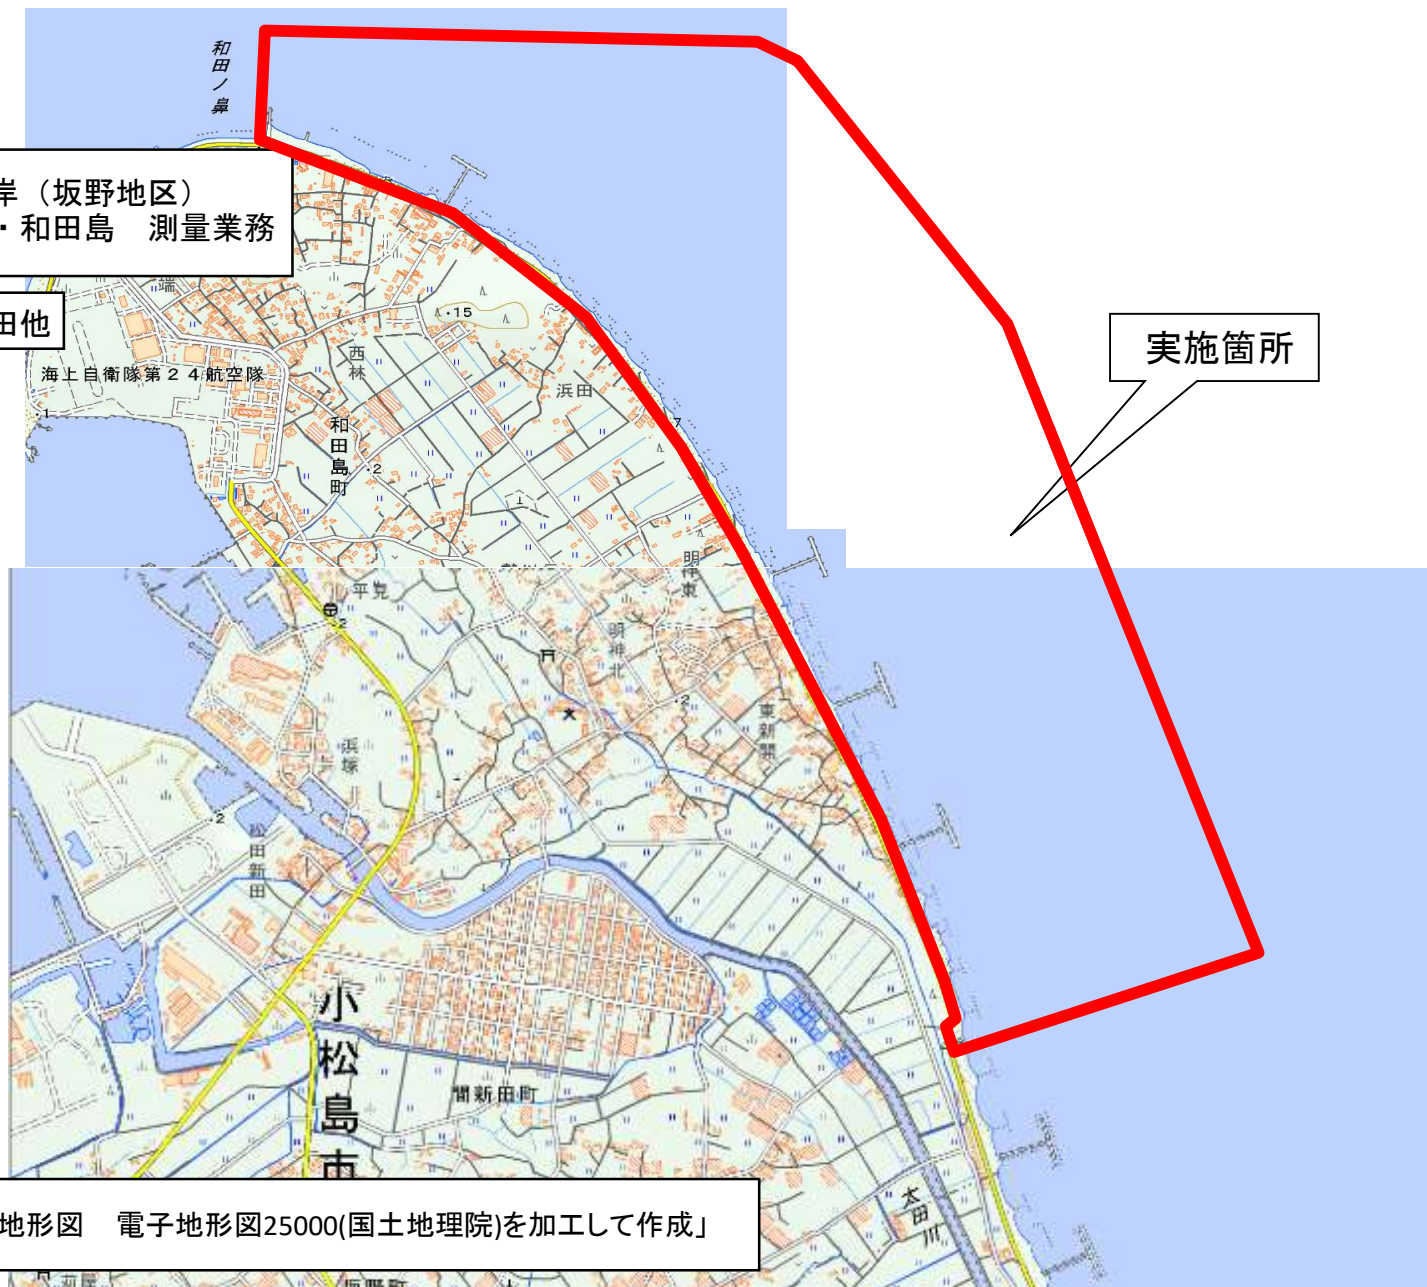 和田ノ鼻
岸（坂野地区）
・和田島　測量業務
田他
端
・15
実施箇所
海上自衛隊第２４航空隊
西林
浜田
・1
和田島町
7
・2
明神東
平見
・2
明神北
・2
東新開
浜塚
・2
松田新田
小松島市
間新田町
太田川
地形図　電子地形図25000(国土地理院)を加工して作成」